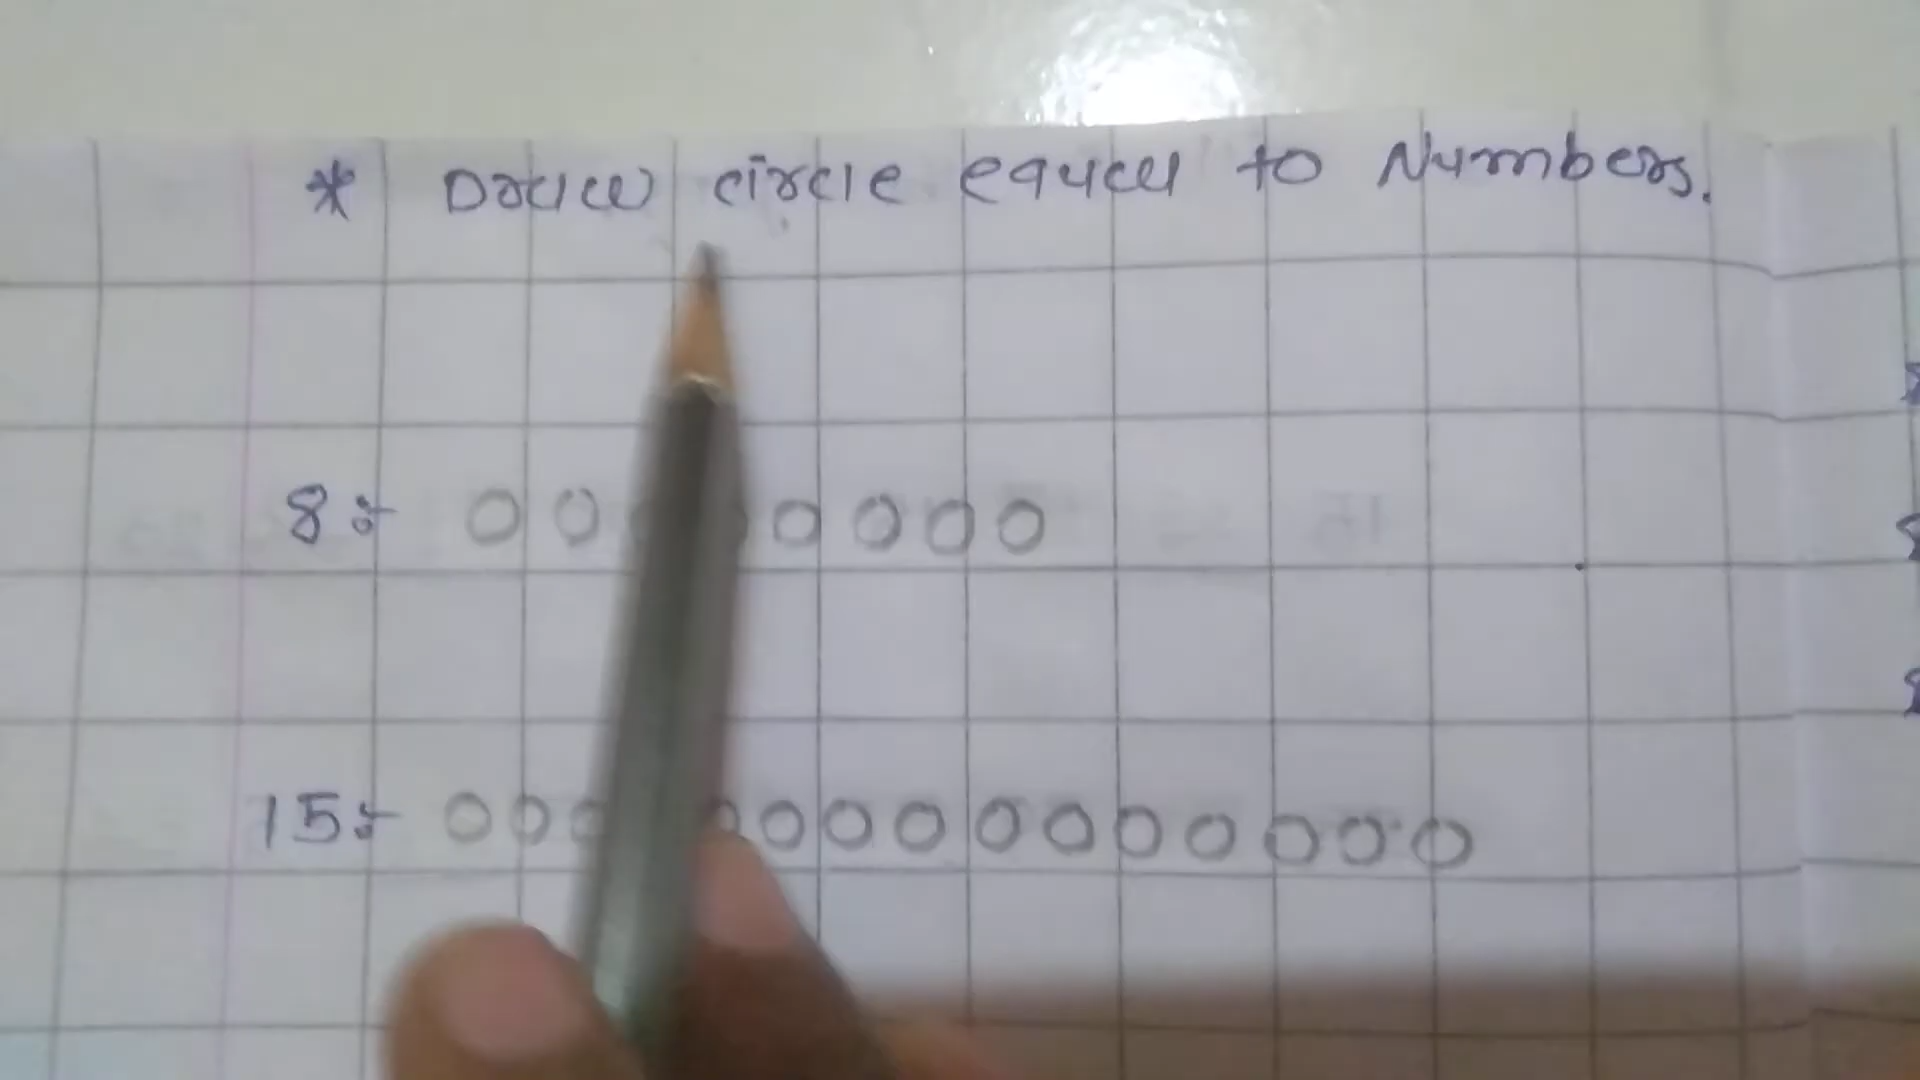 * Draw circle equal to Numbers.
8:- O O O O O O O O
15:- O O O O O O O O O O O O O O O